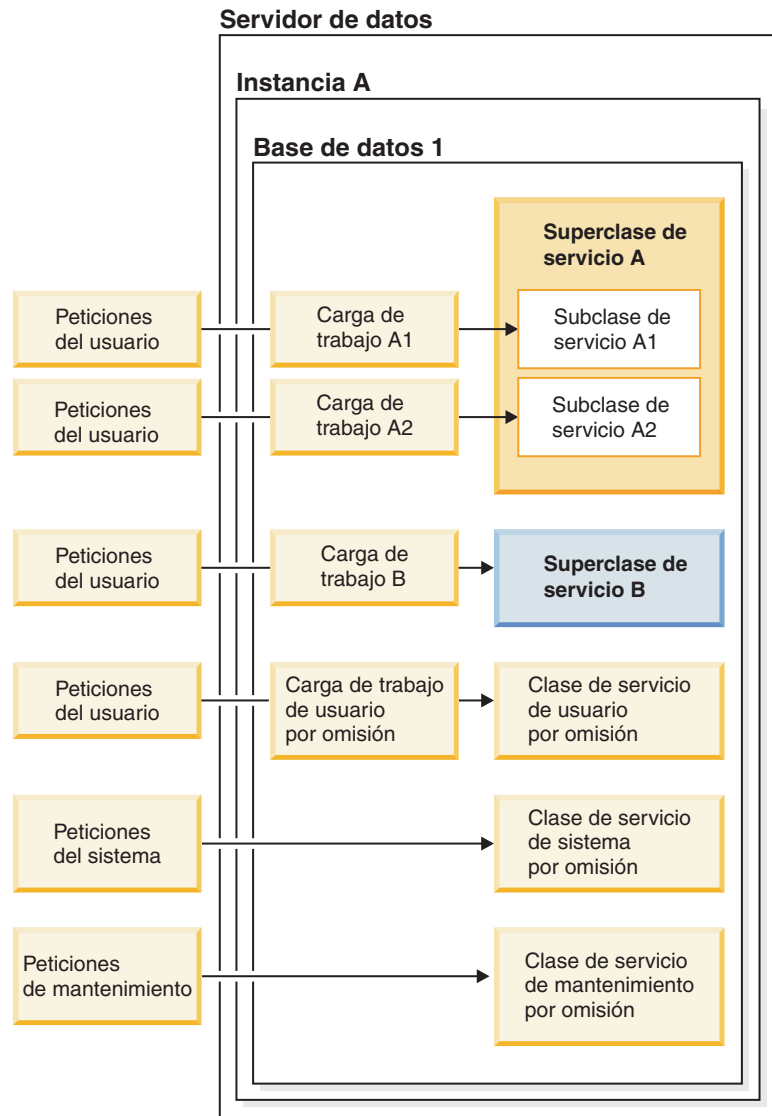 Servidor de datos
Instancia A
Base de datos 1
Superclase de
servicio A
Peticiones
del usuario
Carga de
trabajo A1
Subclase de
servicio A1
Peticiones
del usuario
Carga de
trabajo A2
Subclase de
servicio A2
Peticiones
del usuario
Carga de
trabajo B
Superclase de
servicio B
Peticiones
del usuario
Carga de trabajo
de usuario
por omisión
Clase de servicio
de usuario
por omisión
Peticiones
del sistema
Clase de servicio
de sistema
por omisión
Peticiones
de mantenimiento
Clase de servicio
de mantenimiento
por omisión